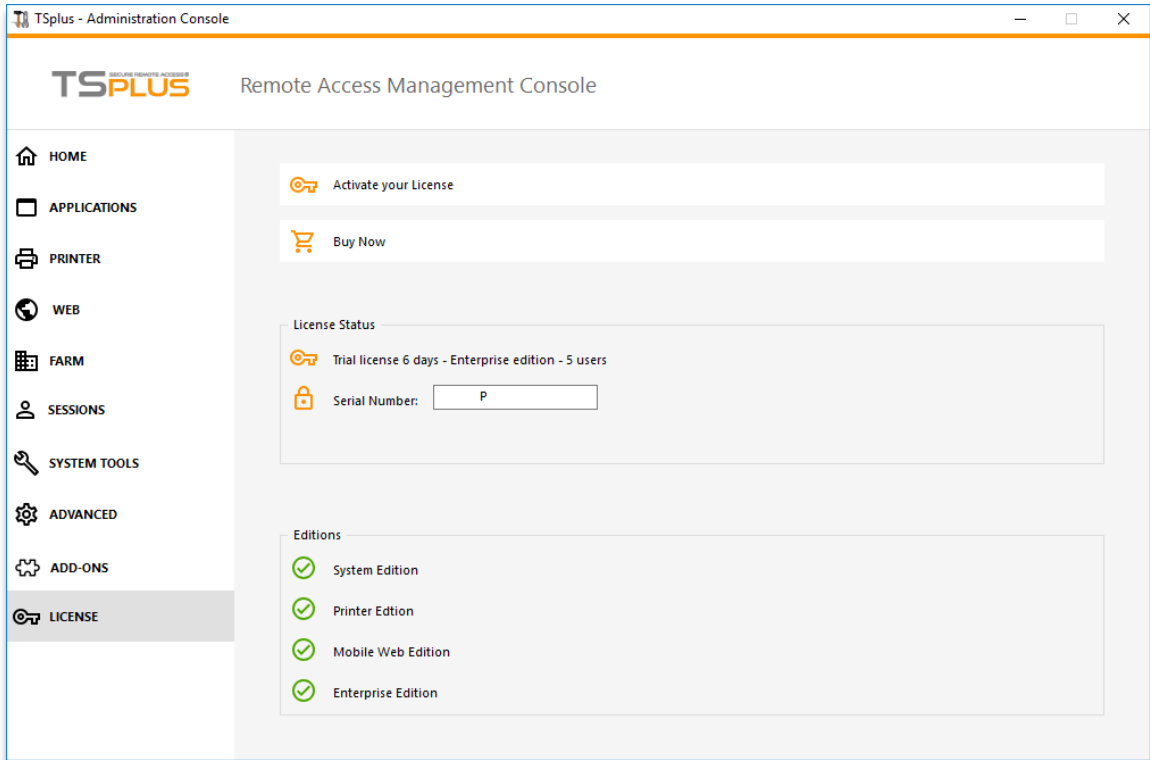 TSplus - Administration Console
TSPLUS SECURE REMOTE ACCESS®
Remote Access Management Console
HOME
APPLICATIONS
PRINTER
WEB
FARM
SESSIONS
SYSTEM TOOLS
ADVANCED
ADD-ONS
LICENSE
Activate your License
Buy Now
License Status
Trial license 6 days - Enterprise edition - 5 users
Serial Number: P
Editions
System Edition
Printer Edtion
Mobile Web Edition
Enterprise Edition